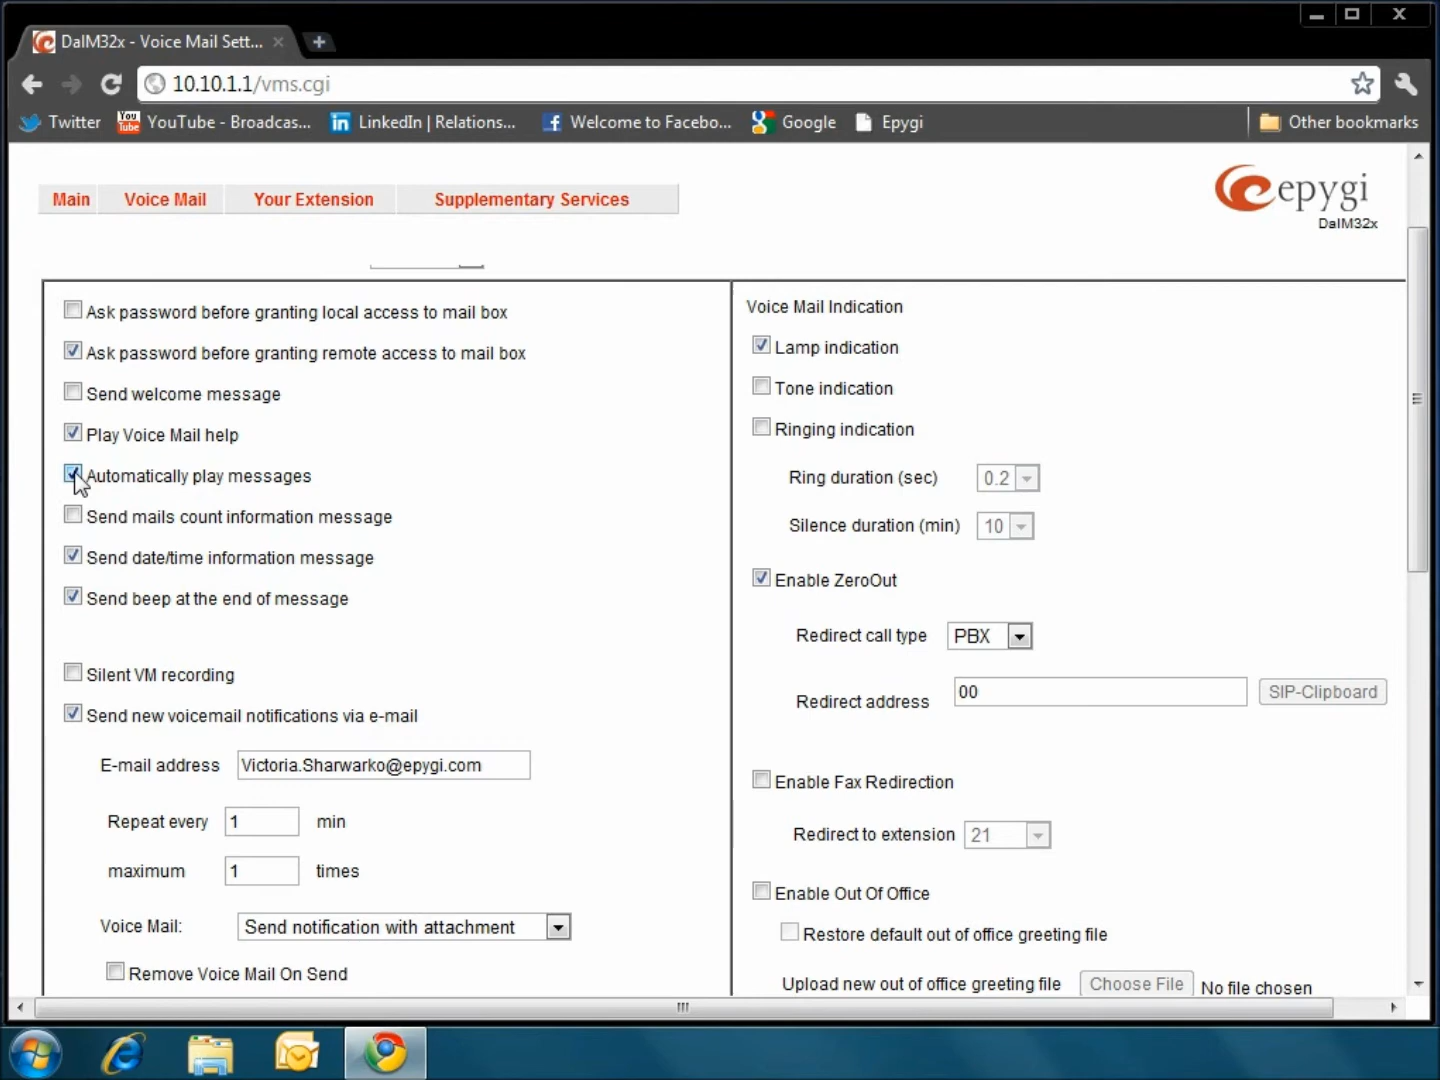 DalM32x - Voice Mail Sett...
10.10.1.1/vms.cgi
Twitter
You Tube
YouTube - Broadcas...
in
LinkedIn | Relations...
f
Welcome to Facebo...
Google
Epygi
Other bookmarks
Main
Voice Mail
Your Extension
Supplementary Services
epygi
DalM32x
Ask password before granting local access to mail box
Ask password before granting remote access to mail box
Send welcome message
Play Voice Mail help
Automatically play messages
Send mails count information message
Send date/time information message
Send beep at the end of message
Silent VM recording
Send new voicemail notifications via e-mail
E-mail address Victoria.Sharwarko@epygi.com
Repeat every 1 min
maximum 1 times
Voice Mail: Send notification with attachment
Remove Voice Mail On Send
Voice Mail Indication
Lamp indication
Tone indication
Ringing indication
Ring duration (sec) 0.2
Silence duration (min) 10
Enable ZeroOut
Redirect call type PBX
Redirect address 00 SIP-Clipboard
Enable Fax Redirection
Redirect to extension 21
Enable Out Of Office
Restore default out of office greeting file
Upload new out of office greeting file Choose File No file chosen